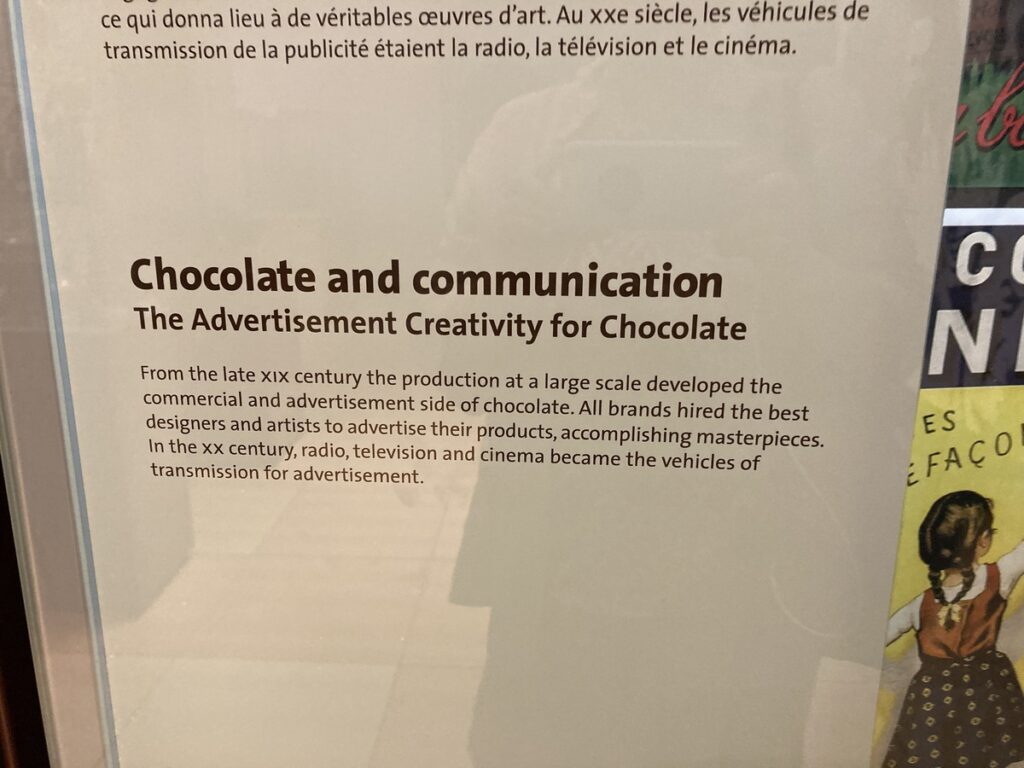 ce qui donna lieu à de véritables œuvres d'art. Au XXe siècle, les véhicules de
transmission de la publicité étaient la radio, la télévision et le cinéma.
Chocolate and communication
The Advertisement Creativity for Chocolate
From the late XIX century the production at a large scale developed the
commercial and advertisement side of chocolate. All brands hired the best
designers and artists to advertise their products, accomplishing masterpieces.
In the XX century, radio, television and cinema became the vehicles of
transmission for advertisement.